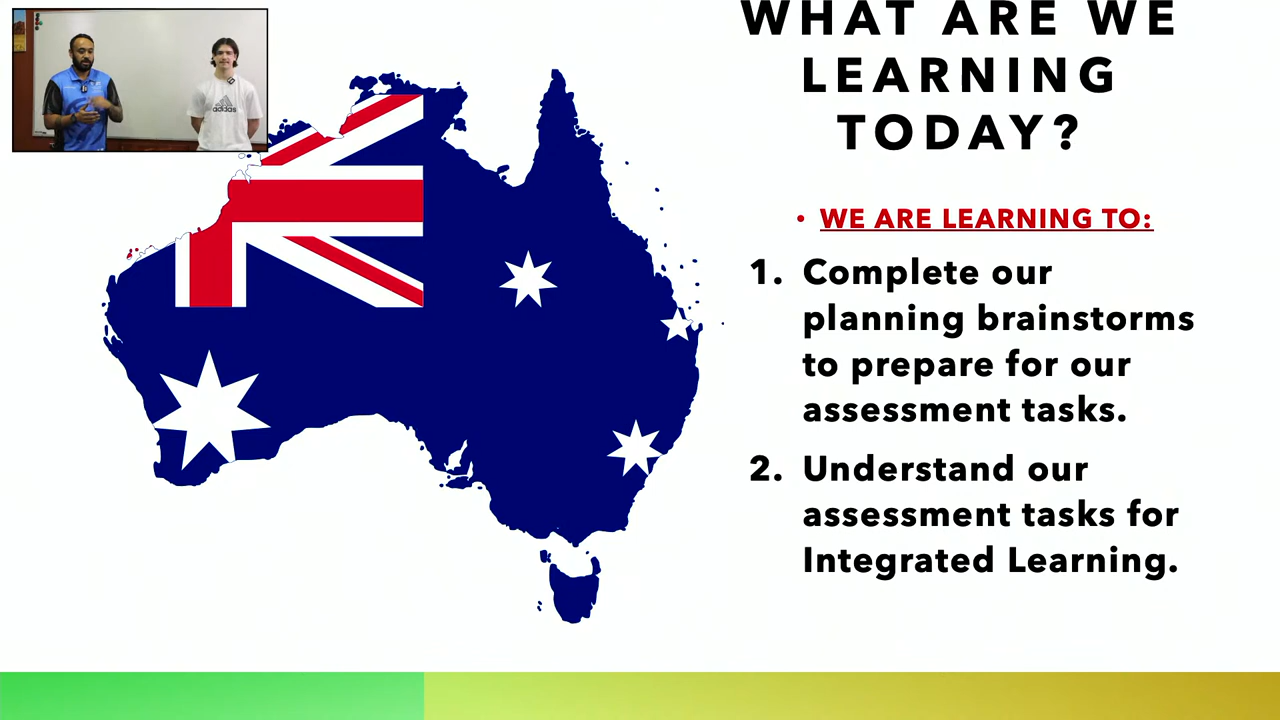 WHAT ARE WE
LEARNING
TODAY?
• WE ARE LEARNING TO:
1. Complete our
planning brainstorms
to prepare for our
assessment tasks.
2. Understand our
assessment tasks for
Integrated Learning.
adidas